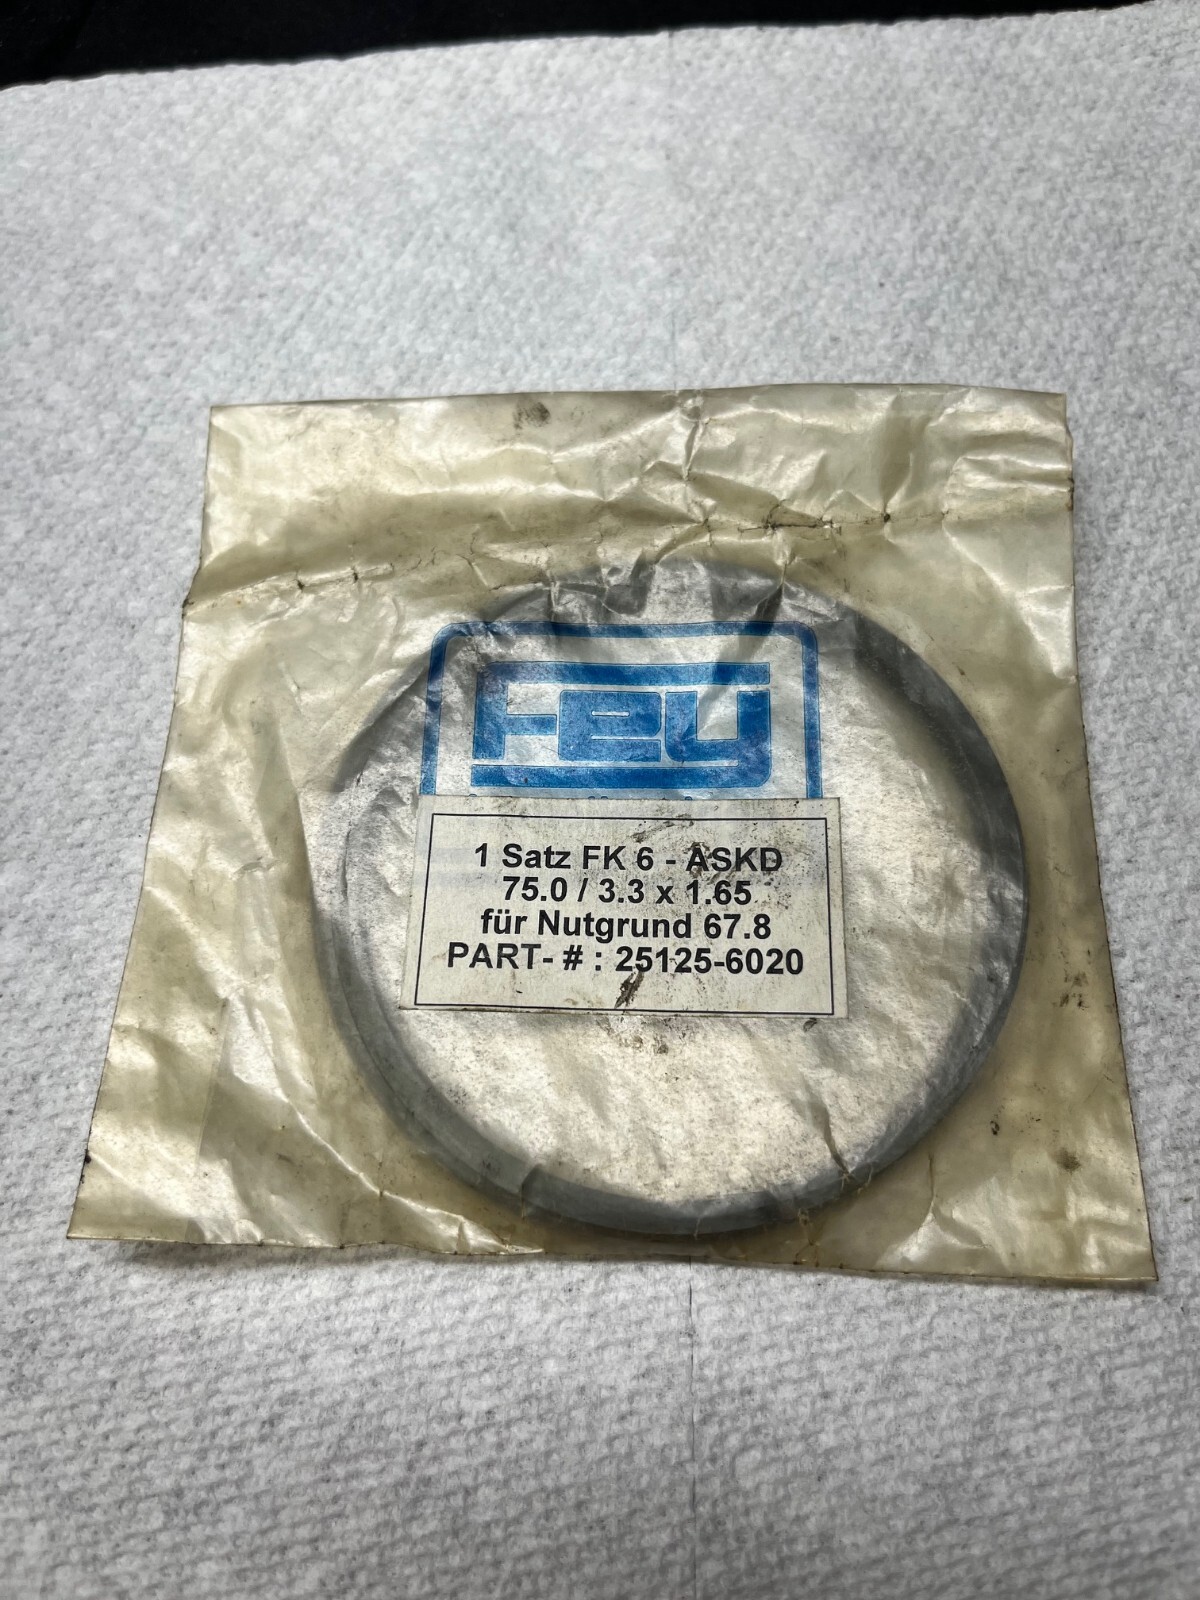 Fey
1 Satz FK 6 - ASKD
75.0 / 3.3 x 1.65
für Nutgrund 67.8
PART- # : 25125-6020